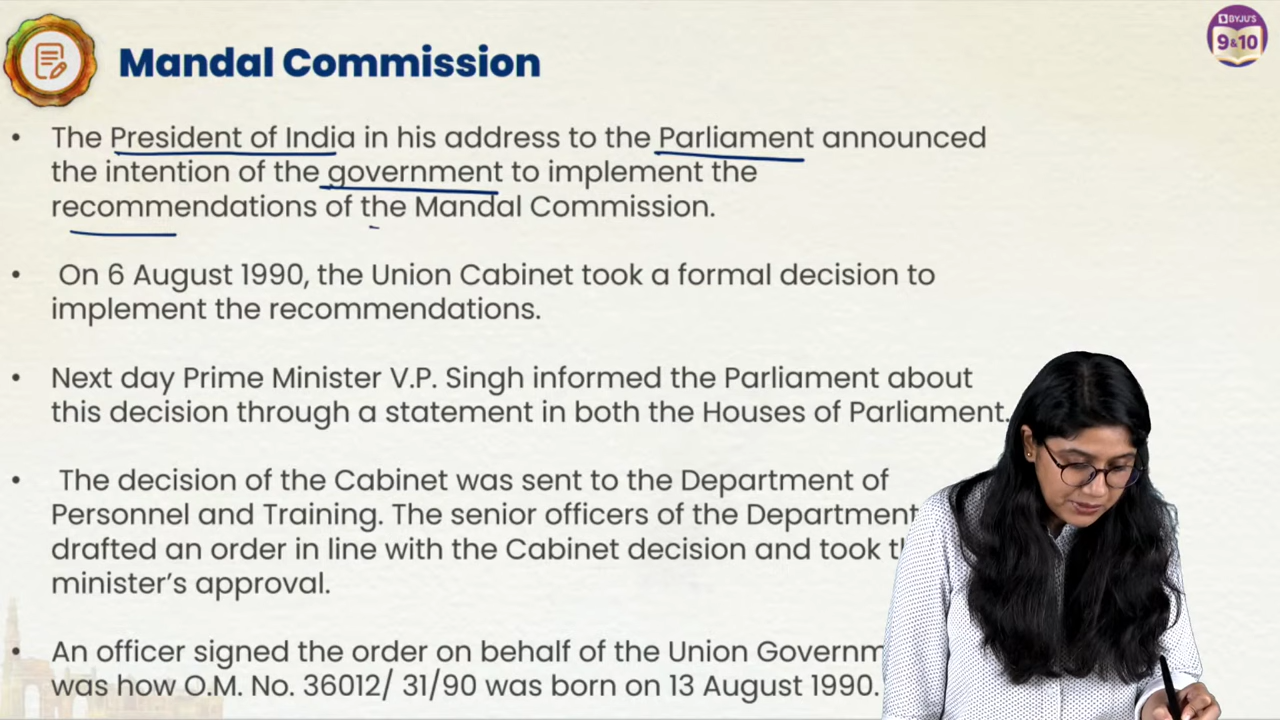 BYJU'S
9&10
Mandal Commission
• The President of India in his address to the Parliament announced
the intention of the government to implement the
recommendations of the Mandal Commission.
• On 6 August 1990, the Union Cabinet took a formal decision to
implement the recommendations.
• Next day Prime Minister V.P. Singh informed the Parliament about
this decision through a statement in both the Houses of Parliament.
• The decision of the Cabinet was sent to the Department of
Personnel and Training. The senior officers of the Department
drafted an order in line with the Cabinet decision and took
minister's approval.
• An officer signed the order on behalf of the Union
was how O.M. No. 36012/ 31/90 was born on 13 August 1990.